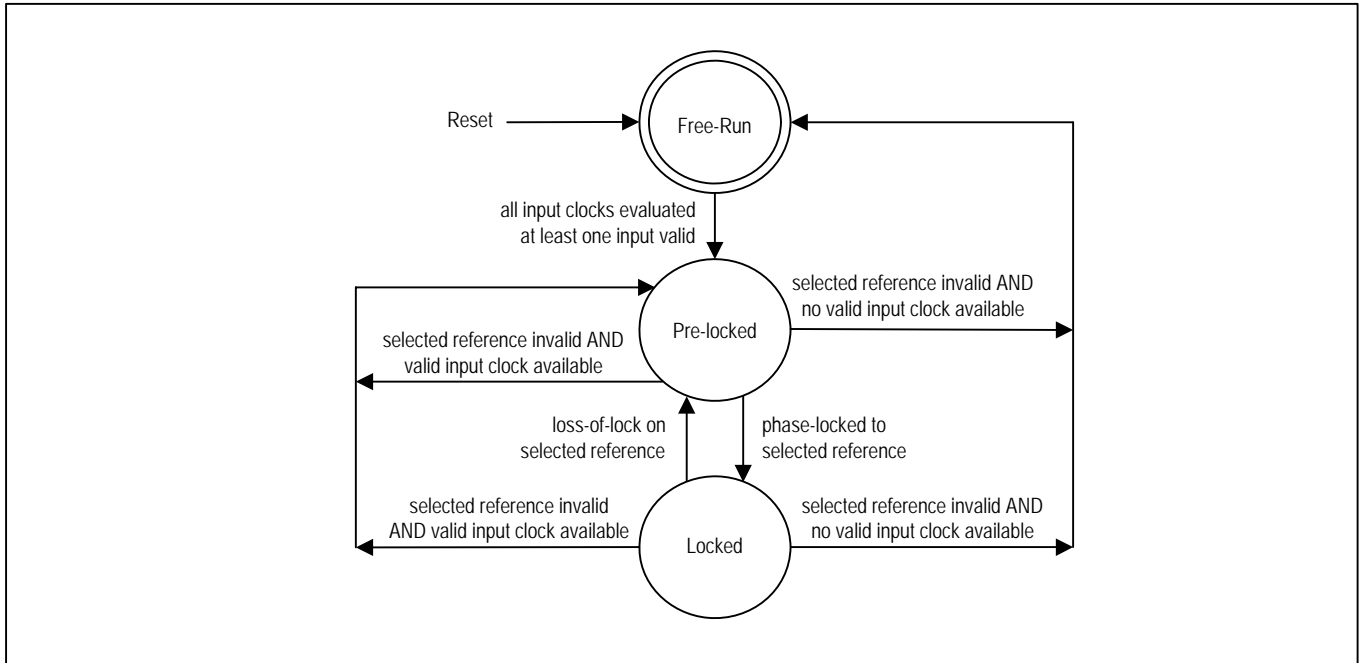 Reset
Free-Run
all input clocks evaluated
at least one input valid
selected reference invalid AND
no valid input clock available
Pre-locked
selected reference invalid AND
valid input clock available
loss-of-lock on
selected reference
phase-locked to
selected reference
selected reference invalid
AND valid input clock available
Locked
selected reference invalid AND
no valid input clock available